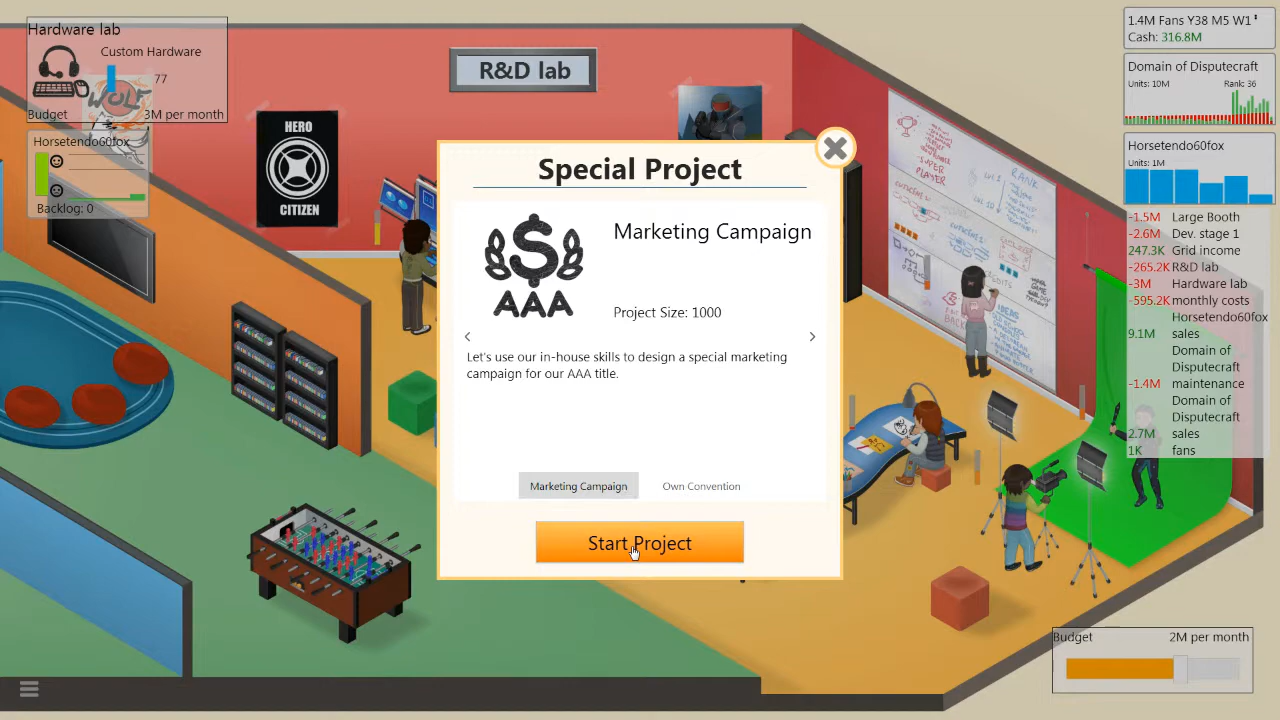 Hardware lab
Custom Hardware
77
Budget
3M per month
WOLF
Horsetendo60fox
Backlog: 0
HERO
CITIZEN
R&D lab
Special Project
Marketing Campaign
AAA
Project Size: 1000
Let's use our in-house skills to design a special marketing
campaign for our AAA title.
Marketing Campaign
Own Convention
Start Project
SUPER
PLAYER
RANK
1.4M Fans Y38 M5 W1
Cash: 316.8M
Domain of Disputecraft
Units: 10M
Rank: 36
Horsetendo60fox
Units: 1M
-1.5M Large Booth
-2.6M Dev. stage 1
247.3K Grid income
-265.2K R&D lab
-3M Hardware lab
-595.2K monthly costs
Horsetendo60fox
9.1M sales
Domain of
Disputecraft
-1.4M maintenance
Domain of
Disputecraft
2.7M sales
1K fans
Budget
2M per month